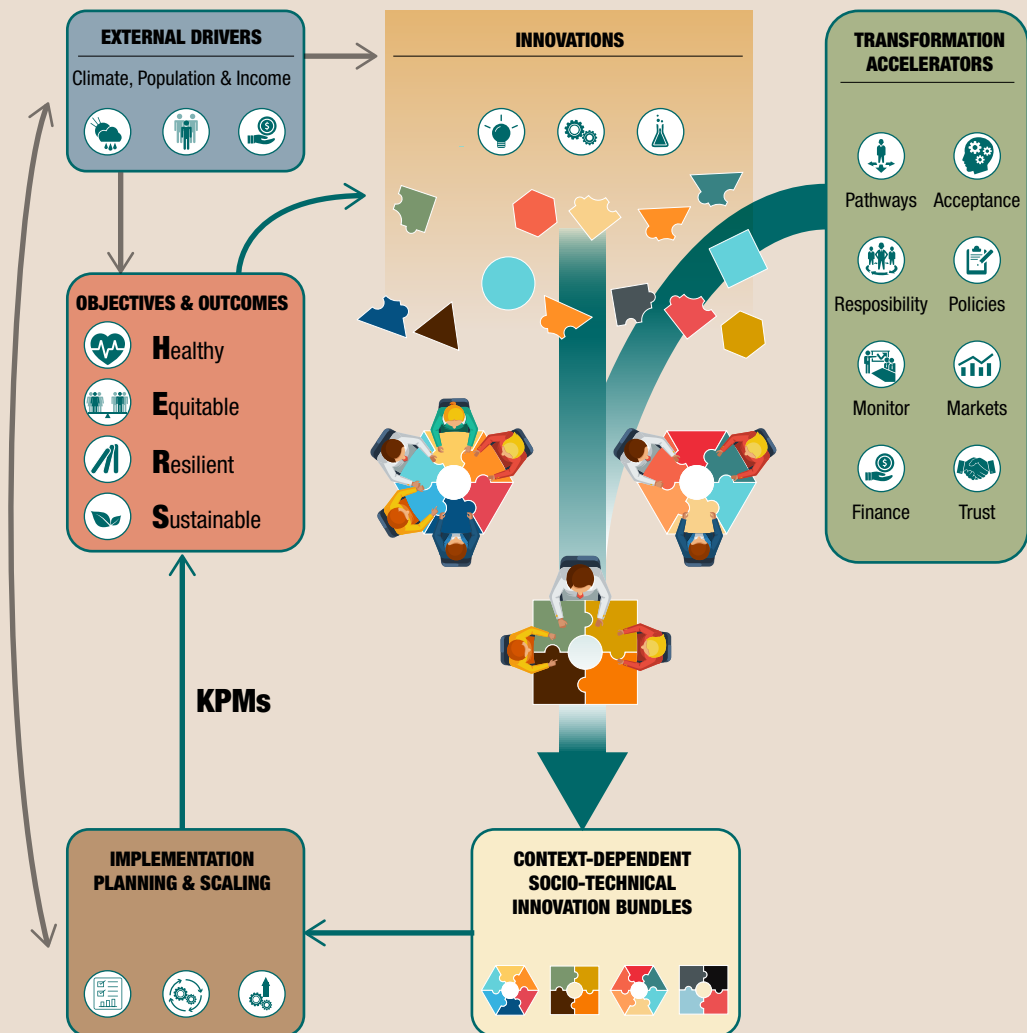 EXTERNAL DRIVERS
Climate, Population & Income
INNOVATIONS
TRANSFORMATION
ACCELERATORS
Pathways
Acceptance
Resposibility
Policies
Monitor
Markets
Finance
Trust
OBJECTIVES & OUTCOMES
Healthy
Equitable
Resilient
Sustainable
KPMs
IMPLEMENTATION
PLANNING & SCALING
CONTEXT-DEPENDENT
SOCIO-TECHNICAL
INNOVATION BUNDLES